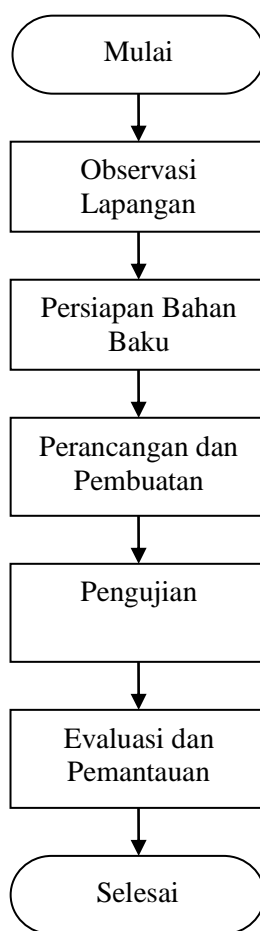 Mulai
Observasi
Lapangan
Persiapan Bahan
Baku
Perancangan dan
Pembuatan
Pengujian
Evaluasi dan
Pemantauan
Selesai